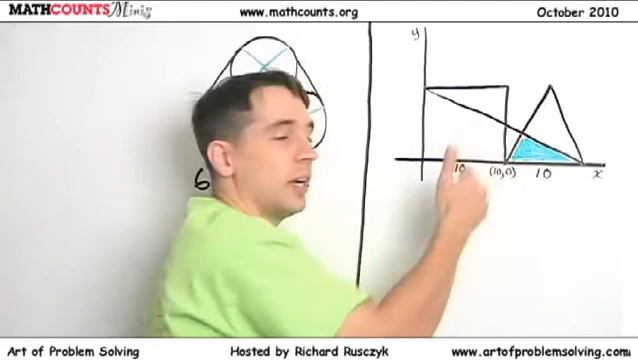 MATHCOUNTS Minis
www.mathcounts.org
October 2010
y
6
10
(10,0)
10
x
Art of Problem Solving
Hosted by Richard Rusczyk
www.artofproblemsolving.com